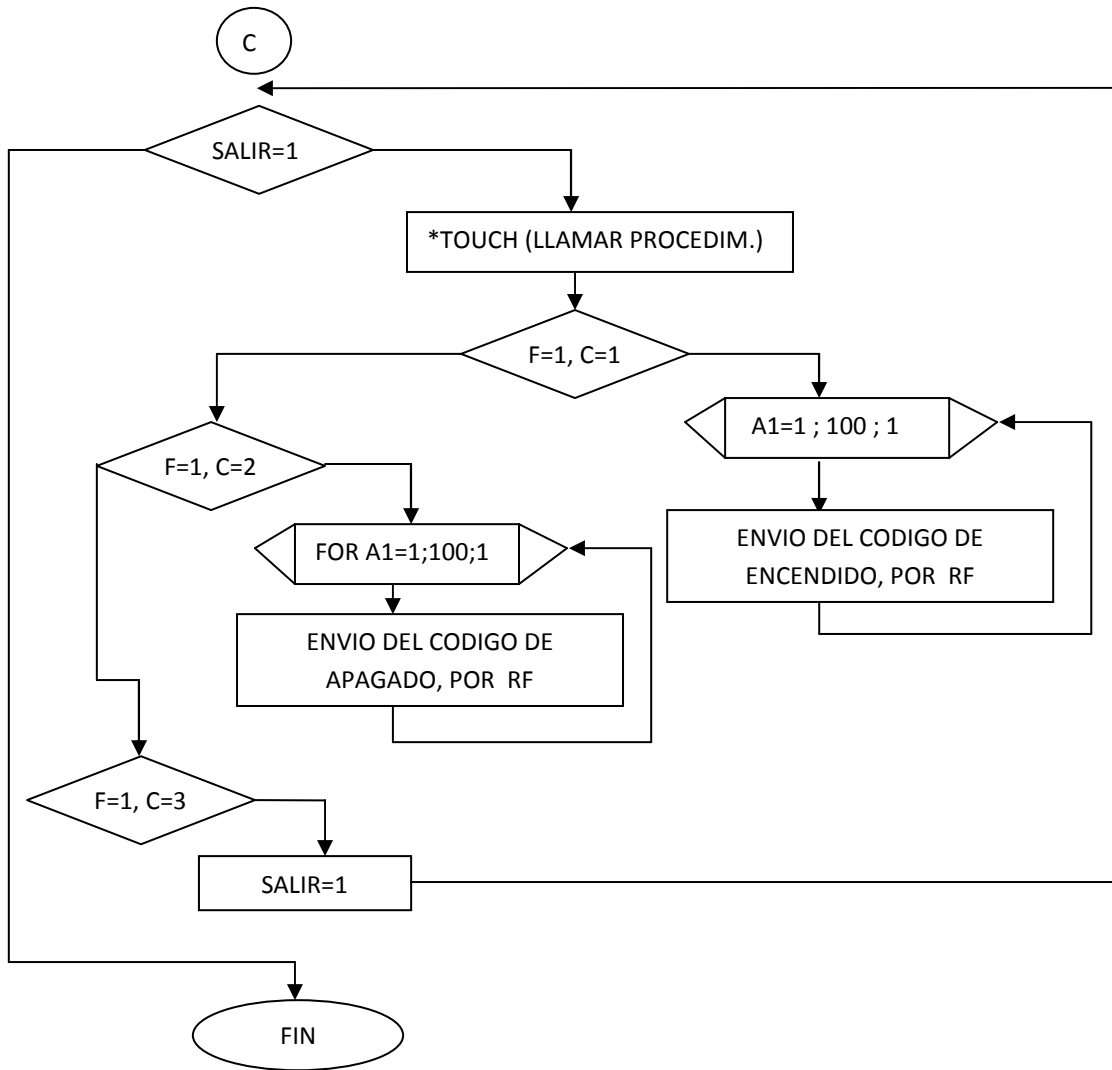 C
SALIR=1
*TOUCH (LLAMAR PROCEDIM.)
F=1, C=1
A1=1 ; 100 ; 1
F=1, C=2
FOR A1=1;100;1
ENVIO DEL CODIGO DE
ENCENDIDO, POR RF
ENVIO DEL CODIGO DE
APAGADO, POR RF
F=1, C=3
SALIR=1
FIN